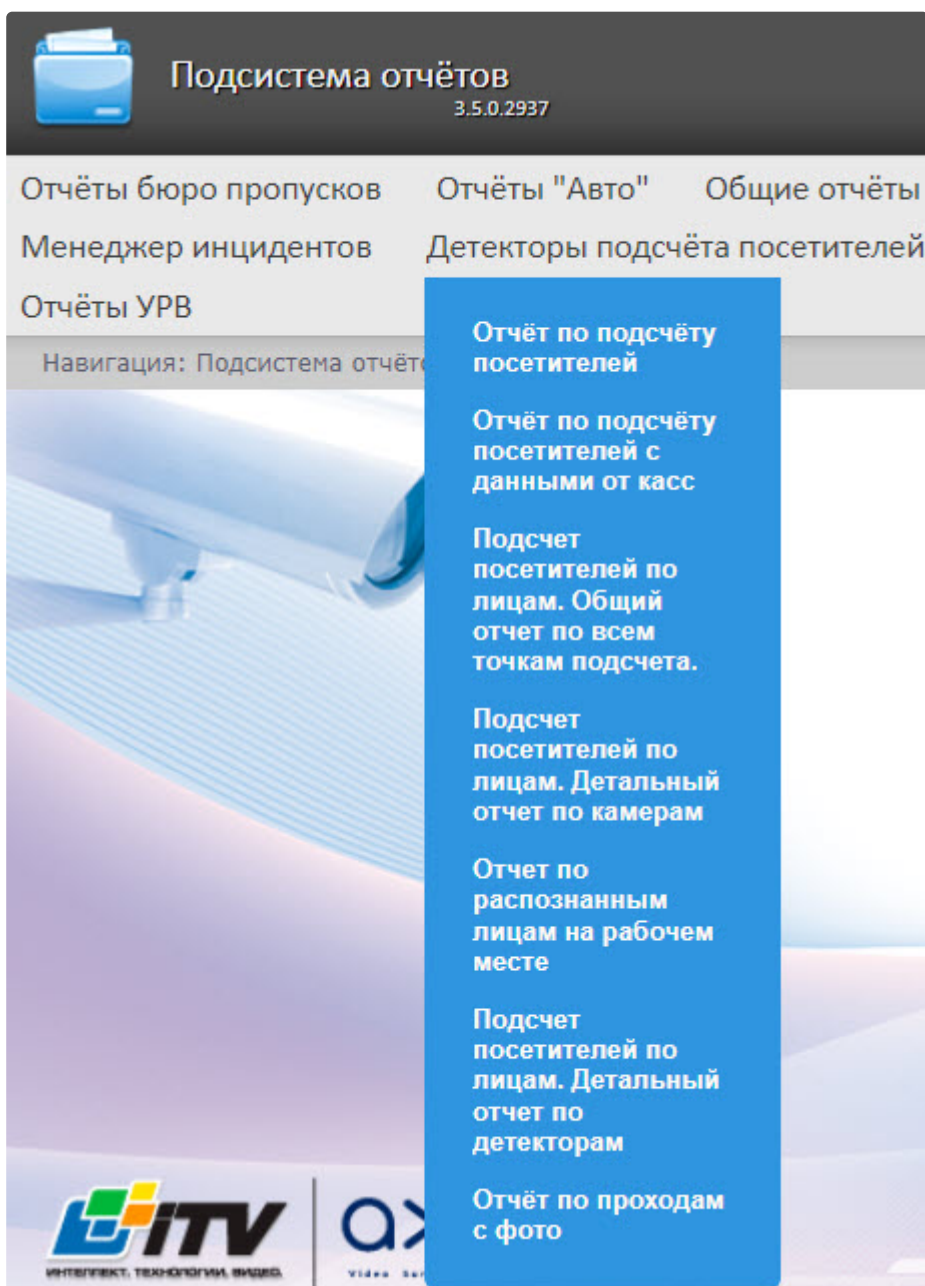 Подсистема отчётов
3.5.0.2937
Отчёты бюро пропусков Отчёты "Авто" Общие отчёты
Менеджер инцидентов Детекторы подсчёта посетителей
Отчёты УРВ
Навигация: Подсистема
Отчёт по подсчёту
посетителей
Отчёт по подсчёту
посетителей с
данными от касс
Подсчет
посетителей по
лицам. Общий
отчет по всем
точкам подсчета.
Подсчет
посетителей по
лицам. Детальный
отчет по камерам
Отчет по
распознанным
лицам на рабочем
месте
Подсчет
посетителей по
лицам. Детальный
отчет по
детекторам
Отчёт по проходам
с фото
iTV
ИНТЕЛЛЕКТ. ТЕХНОЛОГИИ. ВИДЕО.
Video